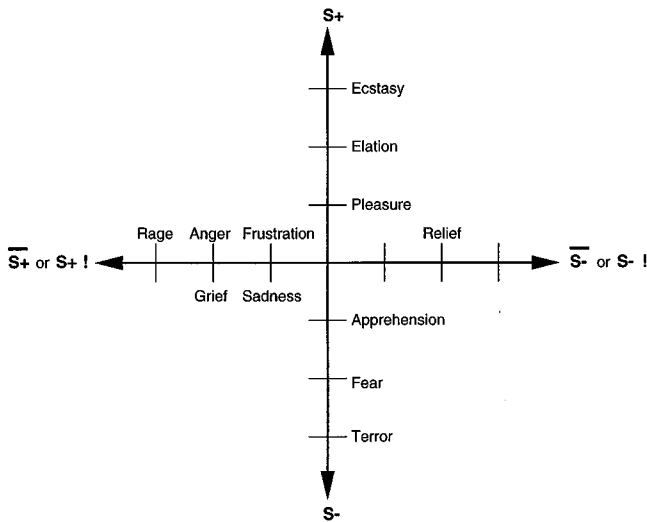 S+
Ecstasy
Elation
Pleasure
Rage Anger Frustration Relief
S̅+̅ or S+ ! S̅-̅ or S- !
Grief Sadness
Apprehension
Fear
Terror
S-